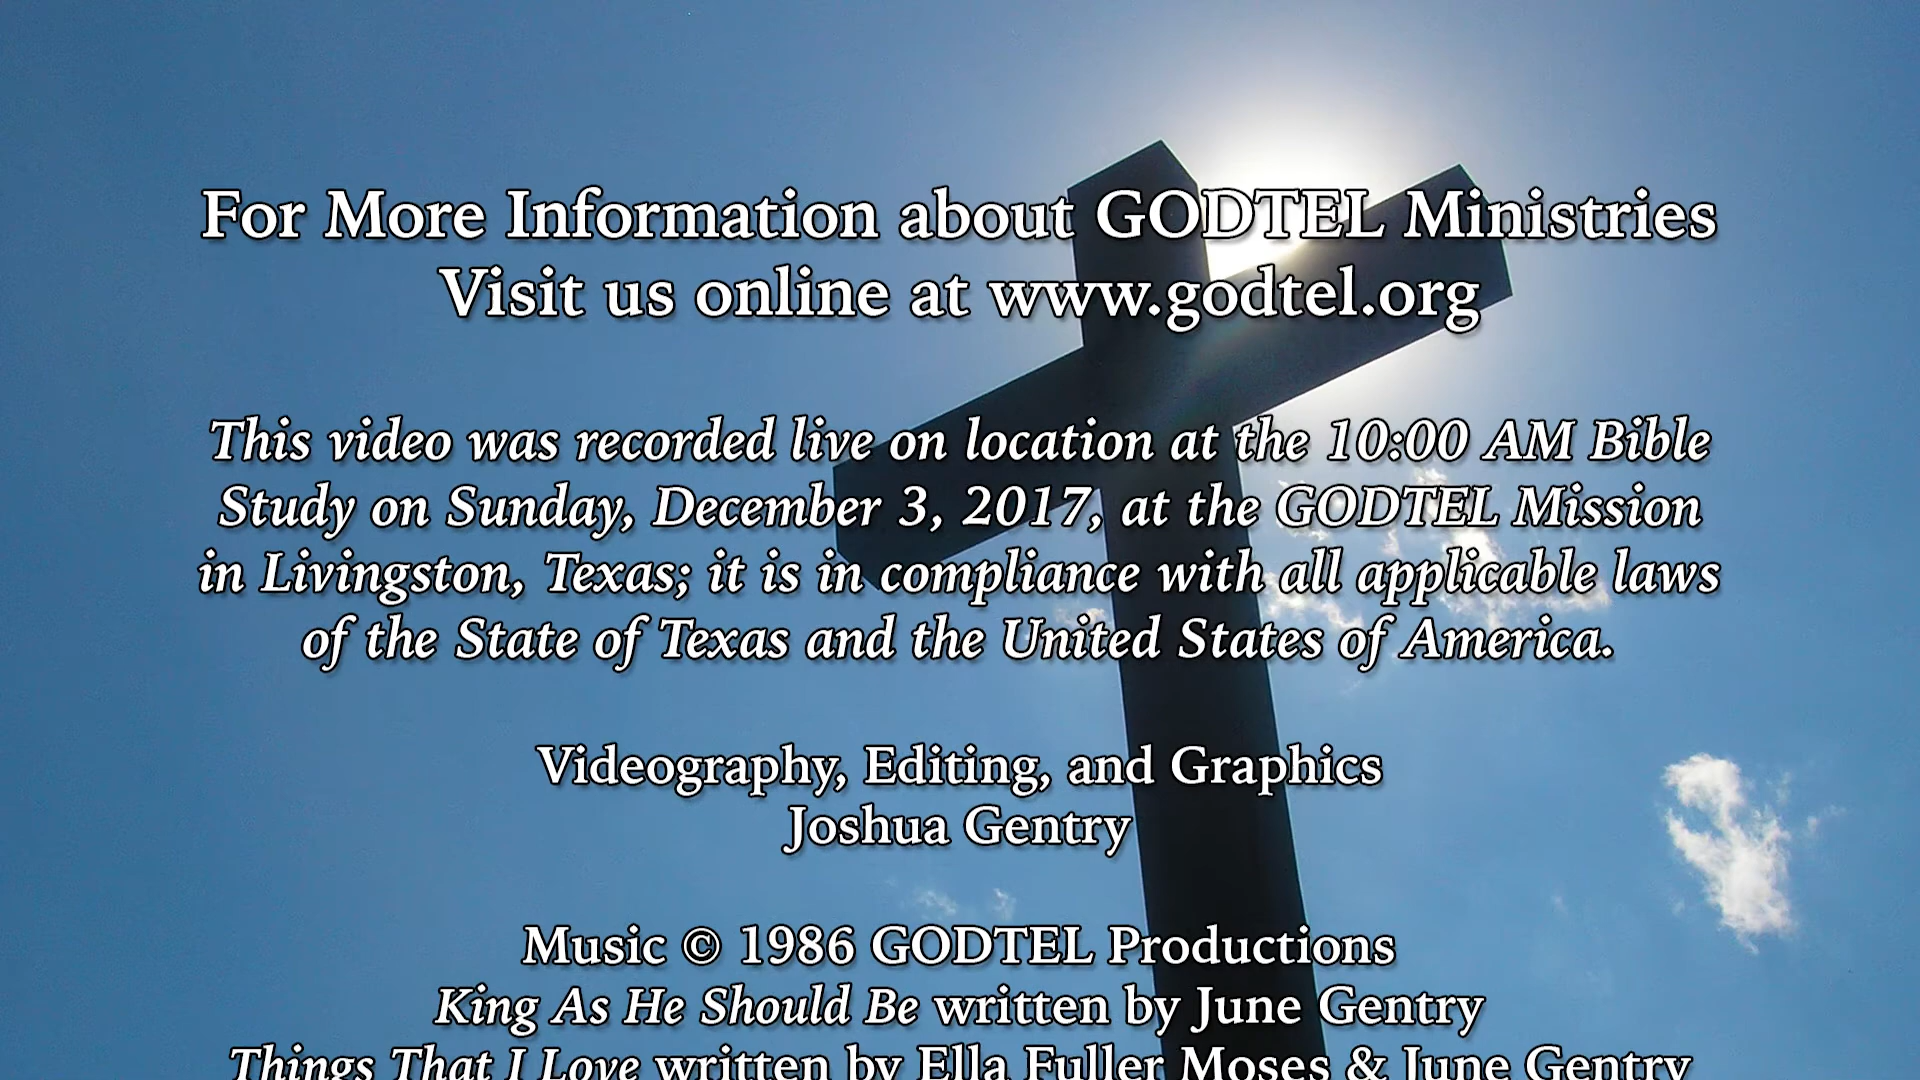 For More Information about GODTEL Ministries
Visit us online at www.godtel.org
This video was recorded live on location at the 10:00 AM Bible
Study on Sunday, December 3, 2017, at the GODTEL Mission
in Livingston, Texas; it is in compliance with all applicable laws
of the State of Texas and the United States of America.
Videography, Editing, and Graphics
Joshua Gentry
Music © 1986 GODTEL Productions
King As He Should Be written by June Gentry
Things That I Love written by Ella Fuller Moses & June Gentry